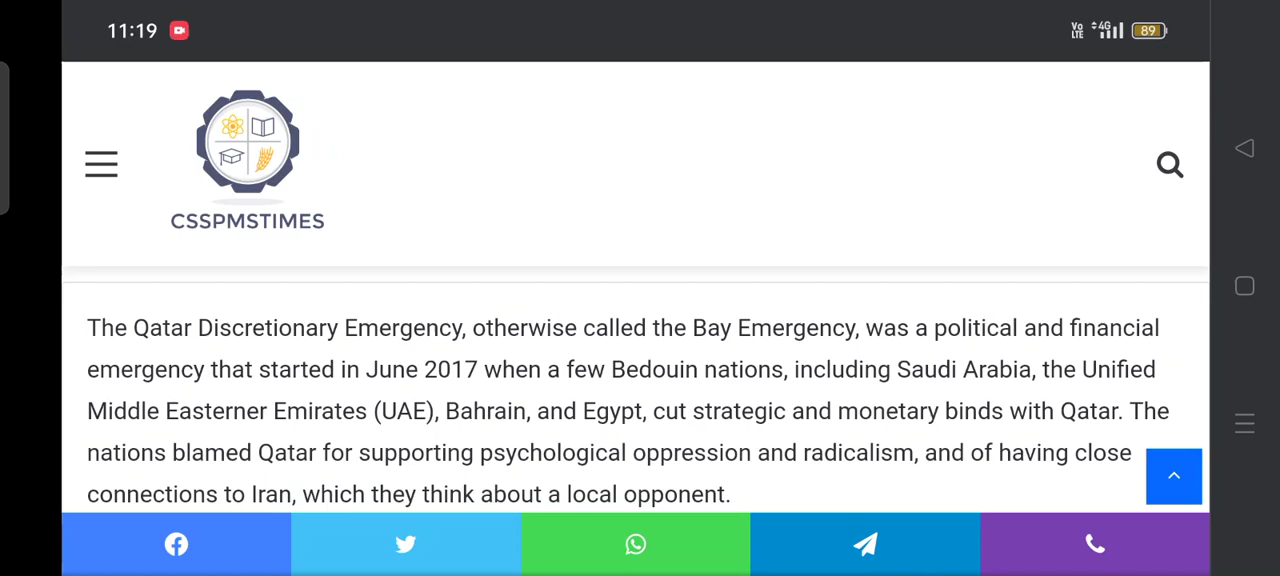 11:19
Vo LTE 4G 89
CSSPMSTIMES
The Qatar Discretionary Emergency, otherwise called the Bay Emergency, was a political and financial
emergency that started in June 2017 when a few Bedouin nations, including Saudi Arabia, the Unified
Middle Easterner Emirates (UAE), Bahrain, and Egypt, cut strategic and monetary binds with Qatar. The
nations blamed Qatar for supporting psychological oppression and radicalism, and of having close
connections to Iran, which they think about a local opponent.